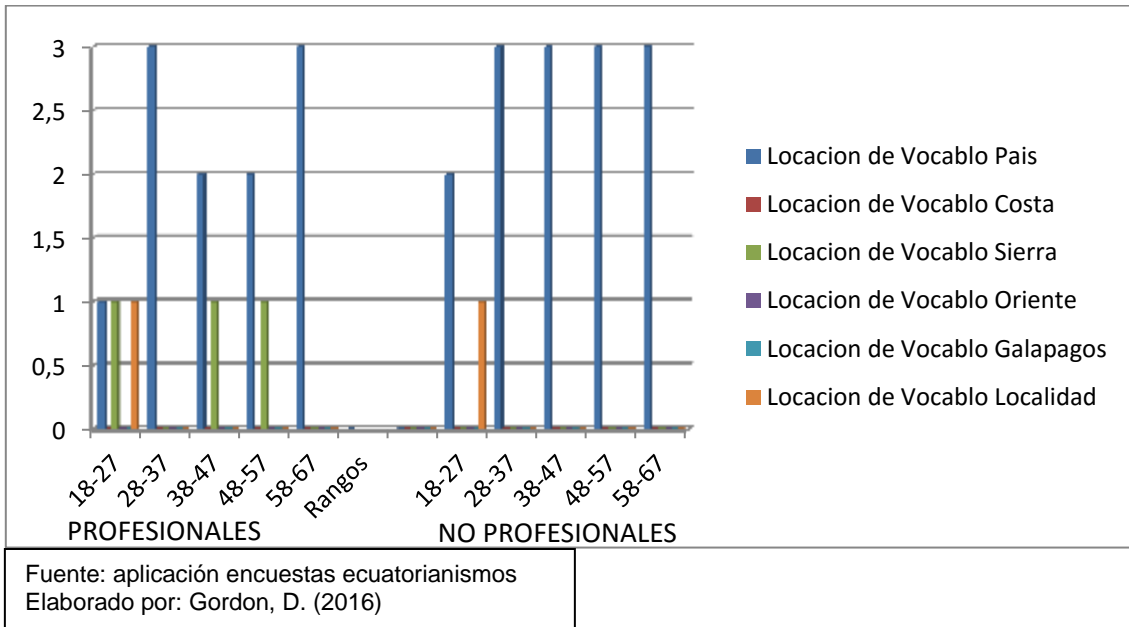 3
2,5
2
1,5
1
0,5
0
18-27
28-37
38-47
48-57
58-67
Rangos
18-27
28-37
38-47
48-57
58-67
PROFESIONALES
NO PROFESIONALES
Locacion de Vocablo Pais
Locacion de Vocablo Costa
Locacion de Vocablo Sierra
Locacion de Vocablo Oriente
Locacion de Vocablo Galapagos
Locacion de Vocablo Localidad
Fuente: aplicación encuestas ecuatorianismos
Elaborado por: Gordon, D. (2016)